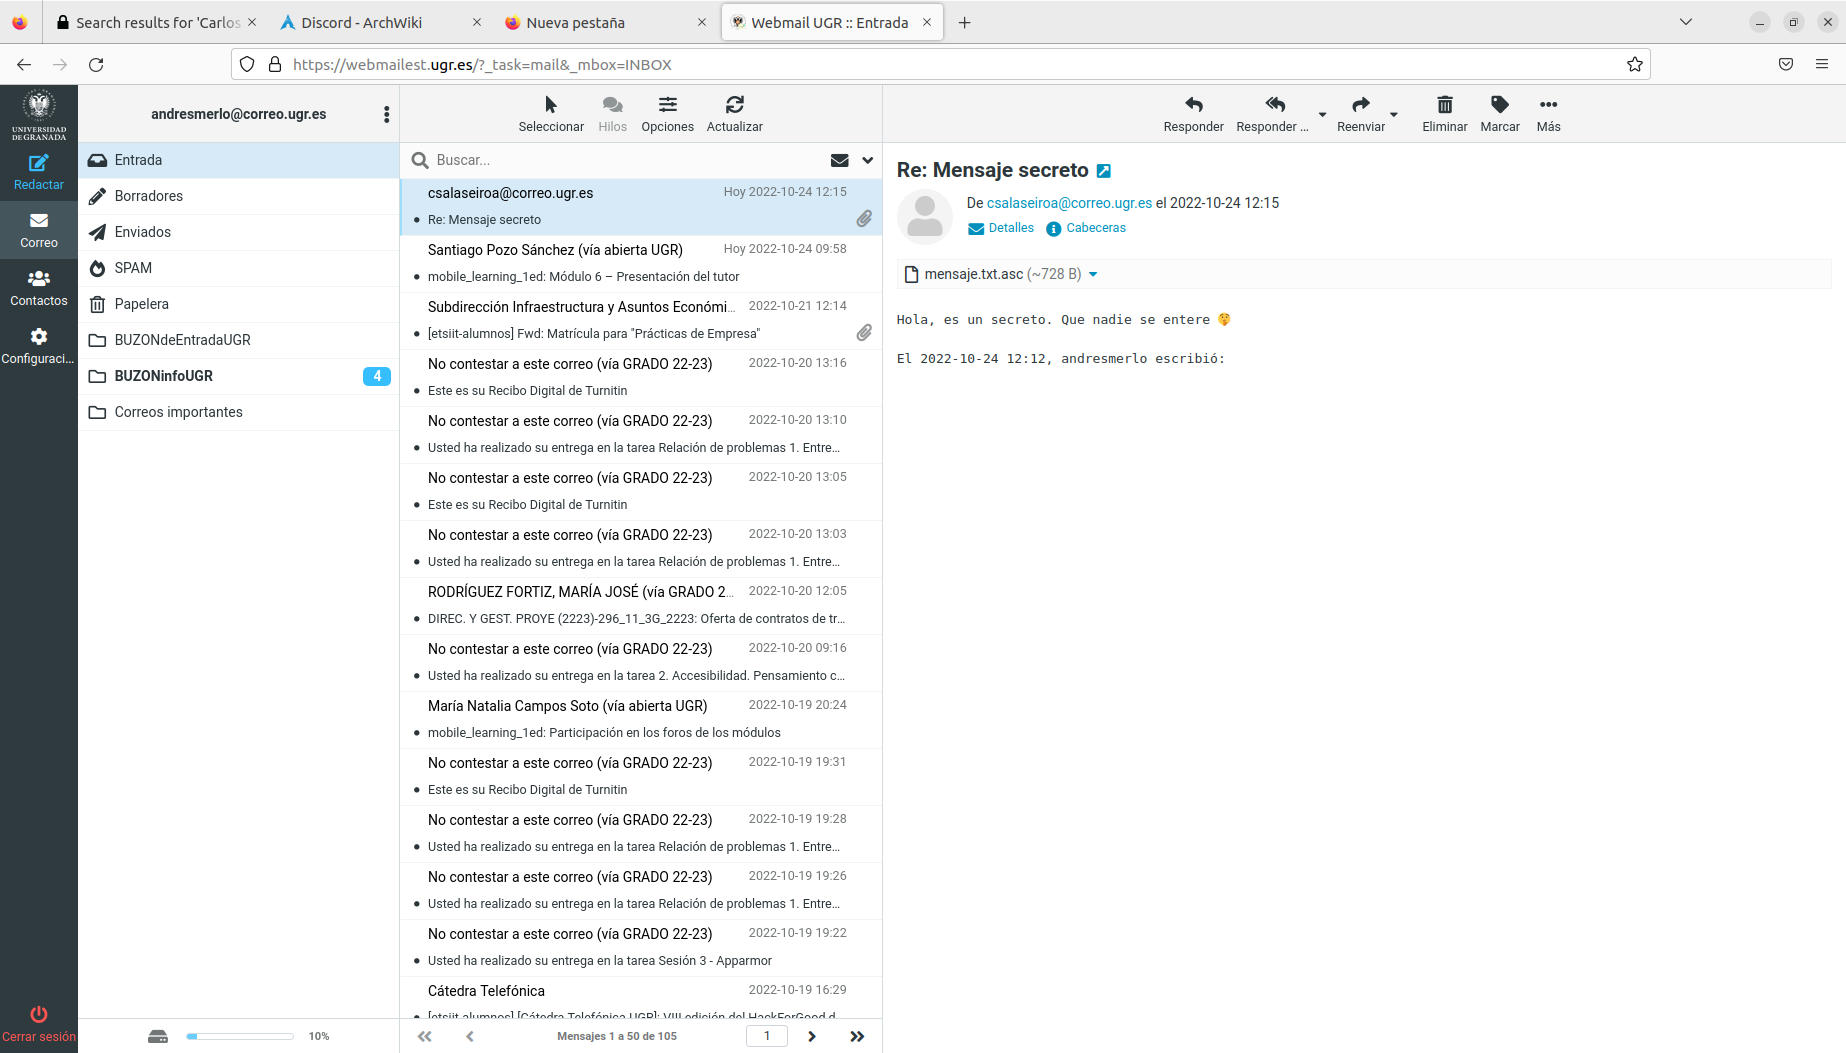 Search results for 'Carlos
Discord - ArchWiki
Nueva pestaña
Webmail UGR :: Entrada
https://webmailest.ugr.es/?_task=mail&_mbox=INBOX
UNIVERSIDAD
DE GRANADA
Redactar
Correo
Contactos
Configuraci...
Cerrar sesión
andresmerlo@correo.ugr.es
Entrada
Borradores
Enviados
SPAM
Papelera
BUZONdeEntradaUGR
BUZONinfoUGR 4
Correos importantes
10%
Seleccionar Hilos Opciones Actualizar
Buscar...
csalaseiroa@correo.ugr.es Hoy 2022-10-24 12:15
• Re: Mensaje secreto
Santiago Pozo Sánchez (vía abierta UGR) Hoy 2022-10-24 09:58
• mobile_learning_1ed: Módulo 6 – Presentación del tutor
Subdirección Infraestructura y Asuntos Económi... 2022-10-21 12:14
• [etsiit-alumnos] Fwd: Matrícula para "Prácticas de Empresa"
No contestar a este correo (vía GRADO 22-23) 2022-10-20 13:16
• Este es su Recibo Digital de Turnitin
No contestar a este correo (vía GRADO 22-23) 2022-10-20 13:10
• Usted ha realizado su entrega en la tarea Relación de problemas 1. Entre...
No contestar a este correo (vía GRADO 22-23) 2022-10-20 13:05
• Este es su Recibo Digital de Turnitin
No contestar a este correo (vía GRADO 22-23) 2022-10-20 13:03
• Usted ha realizado su entrega en la tarea Relación de problemas 1. Entre...
RODRÍGUEZ FORTIZ, MARÍA JOSÉ (vía GRADO 2... 2022-10-20 12:05
• DIREC. Y GEST. PROYE (2223)-296_11_3G_2223: Oferta de contratos de tr...
No contestar a este correo (vía GRADO 22-23) 2022-10-20 09:16
• Usted ha realizado su entrega en la tarea 2. Accesibilidad. Pensamiento c...
María Natalia Campos Soto (vía abierta UGR) 2022-10-19 20:24
• mobile_learning_1ed: Participación en los foros de los módulos
No contestar a este correo (vía GRADO 22-23) 2022-10-19 19:31
• Este es su Recibo Digital de Turnitin
No contestar a este correo (vía GRADO 22-23) 2022-10-19 19:28
• Usted ha realizado su entrega en la tarea Relación de problemas 1. Entre...
No contestar a este correo (vía GRADO 22-23) 2022-10-19 19:26
• Usted ha realizado su entrega en la tarea Relación de problemas 1. Entre...
No contestar a este correo (vía GRADO 22-23) 2022-10-19 19:22
• Usted ha realizado su entrega en la tarea Sesión 3 - Apparmor
Cátedra Telefónica 2022-10-19 16:29
• [etsiit-alumnos] [Cátedra Telefónica UGR]: VIII edición del HackForGood d...
Mensajes 1 a 50 de 105 1
Responder Responder ... Reenviar Eliminar Marcar Más
Re: Mensaje secreto
De csalaseiroa@correo.ugr.es el 2022-10-24 12:15
Detalles Cabeceras
mensaje.txt.asc (~728 B)
Hola, es un secreto. Que nadie se entere 🤫
El 2022-10-24 12:12, andresmerlo escribió: